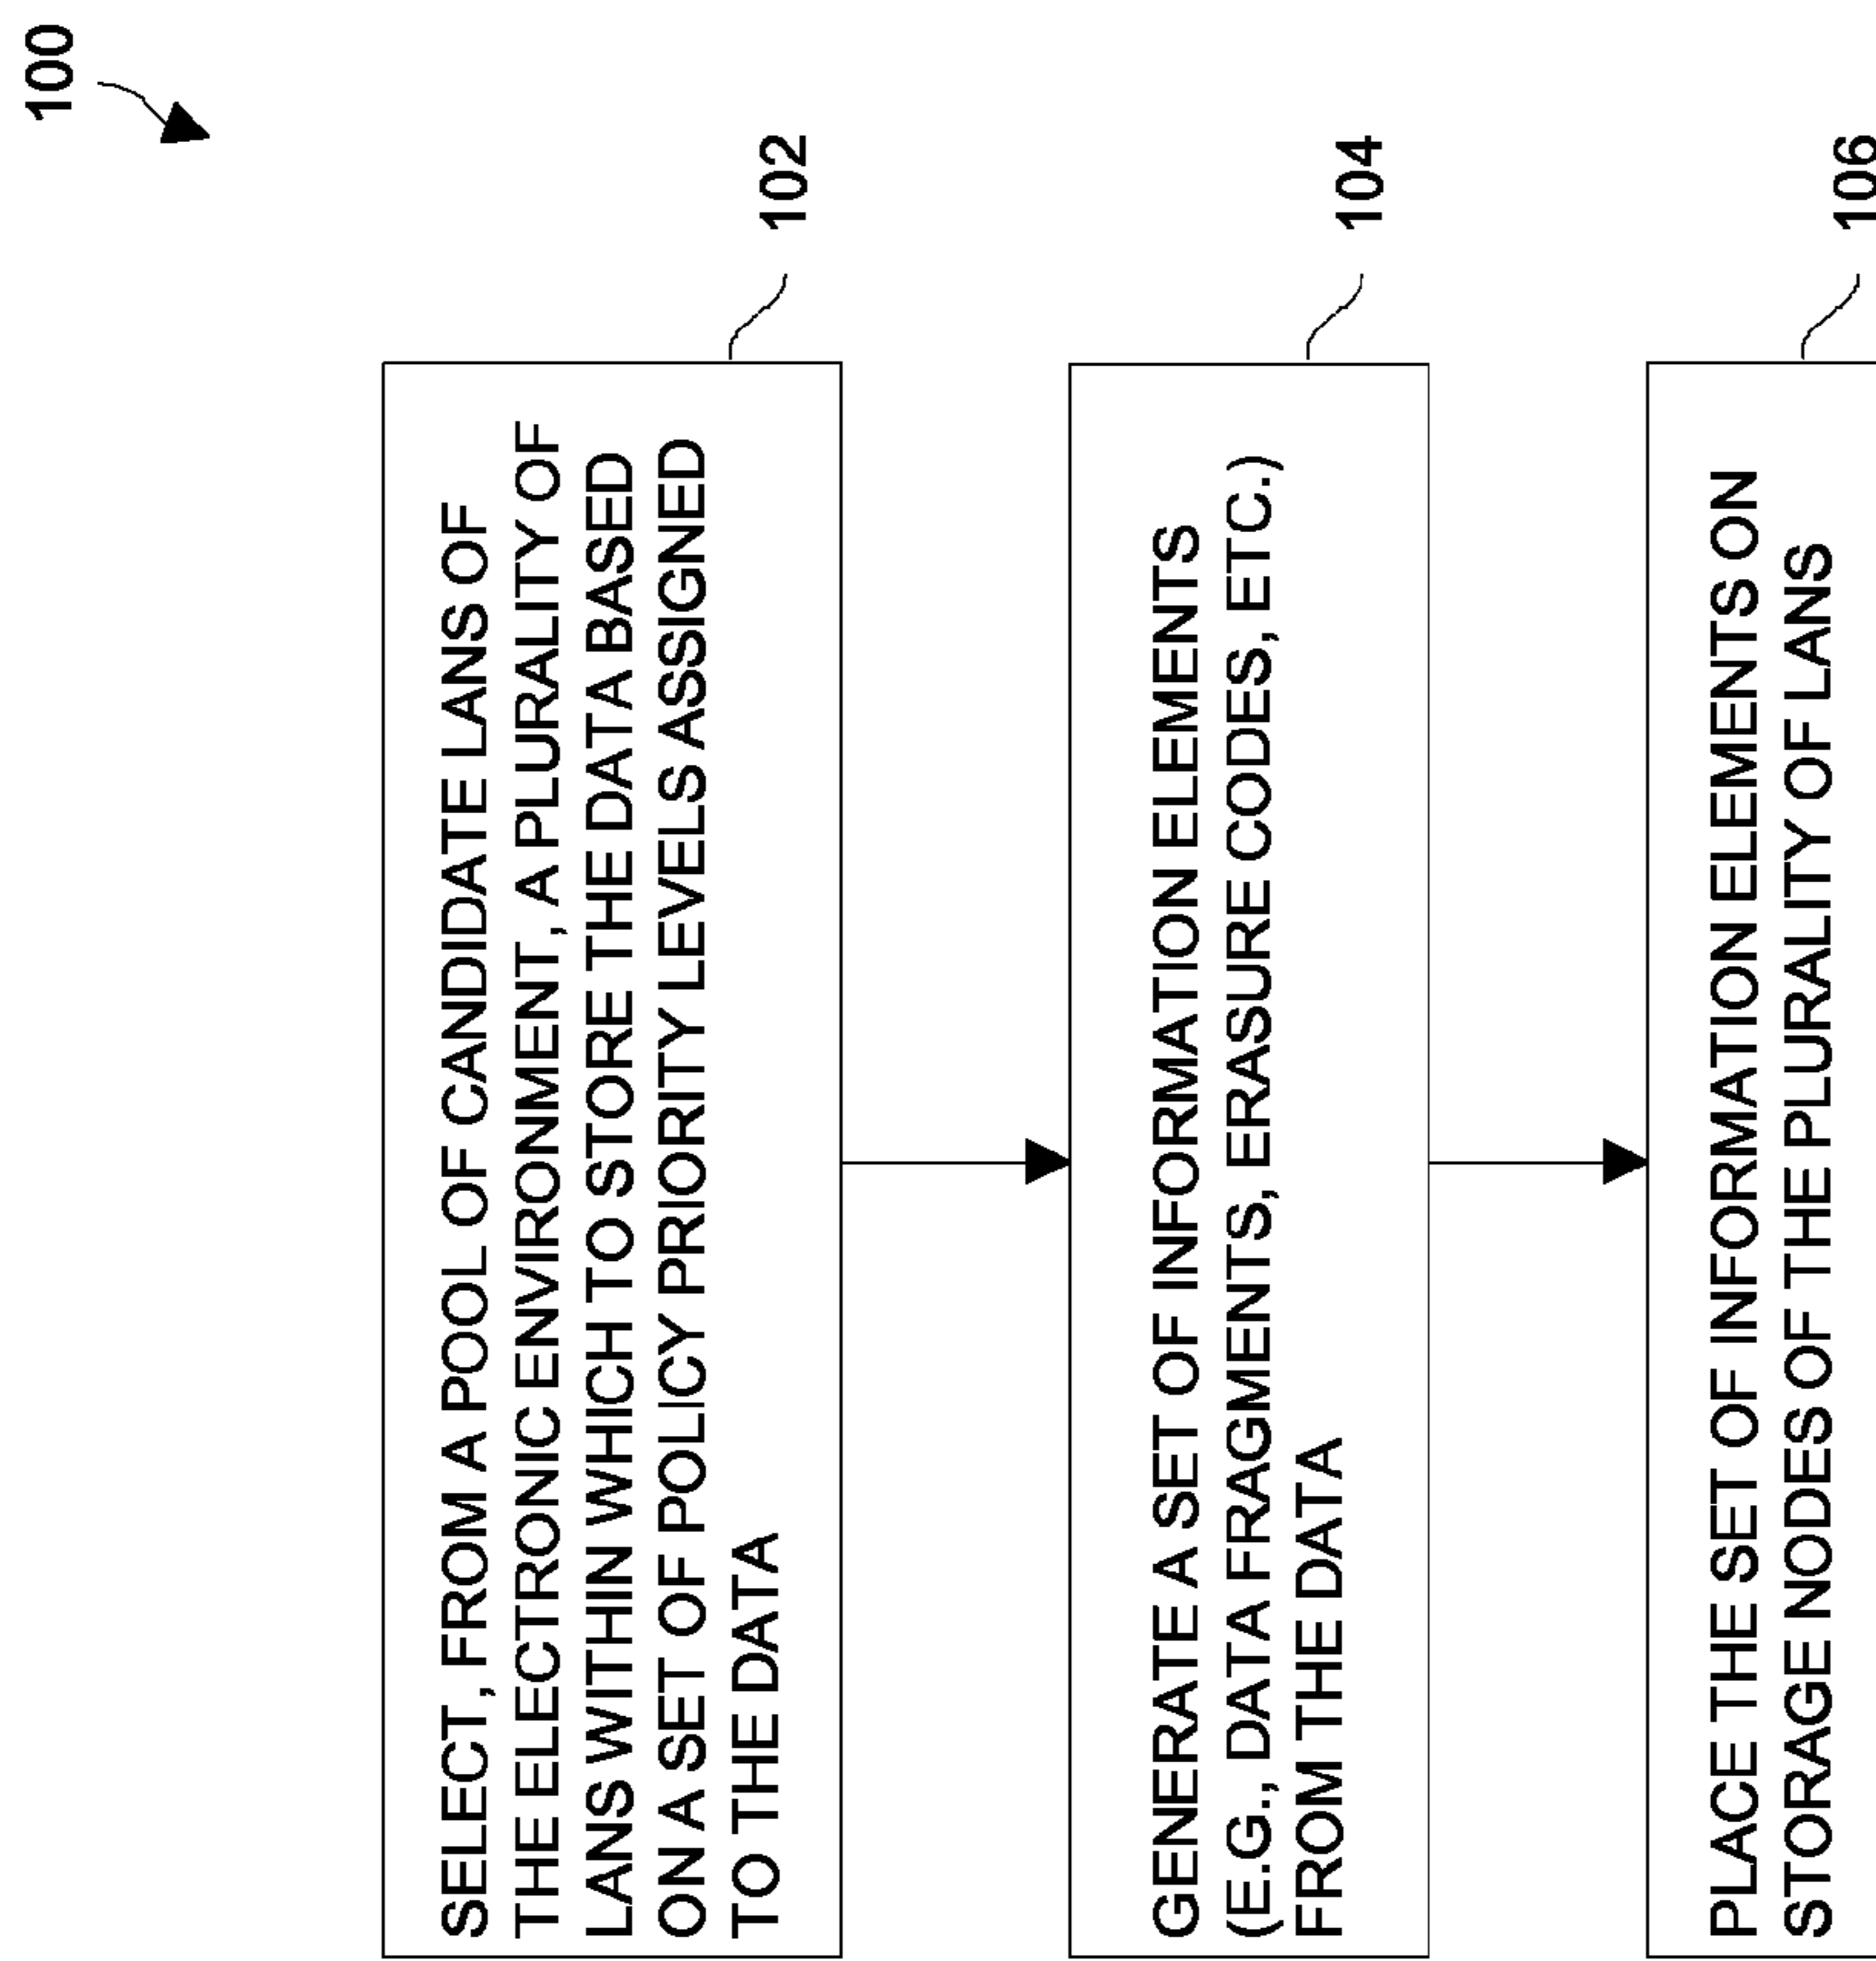 100
SELECT, FROM A POOL OF CANDIDATE LANS OF
THE ELECTRONIC ENVIRONMENT, A PLURALITY OF
LANS WITHIN WHICH TO STORE THE DATA BASED
ON A SET OF POLICY PRIORITY LEVELS ASSIGNED
TO THE DATA
102
GENERATE A SET OF INFORMATION ELEMENTS
(E.G., DATA FRAGMENTS, ERASURE CODES, ETC.)
FROM THE DATA
104
PLACE THE SET OF INFORMATION ELEMENTS ON
STORAGE NODES OF THE PLURALITY OF LANS
106